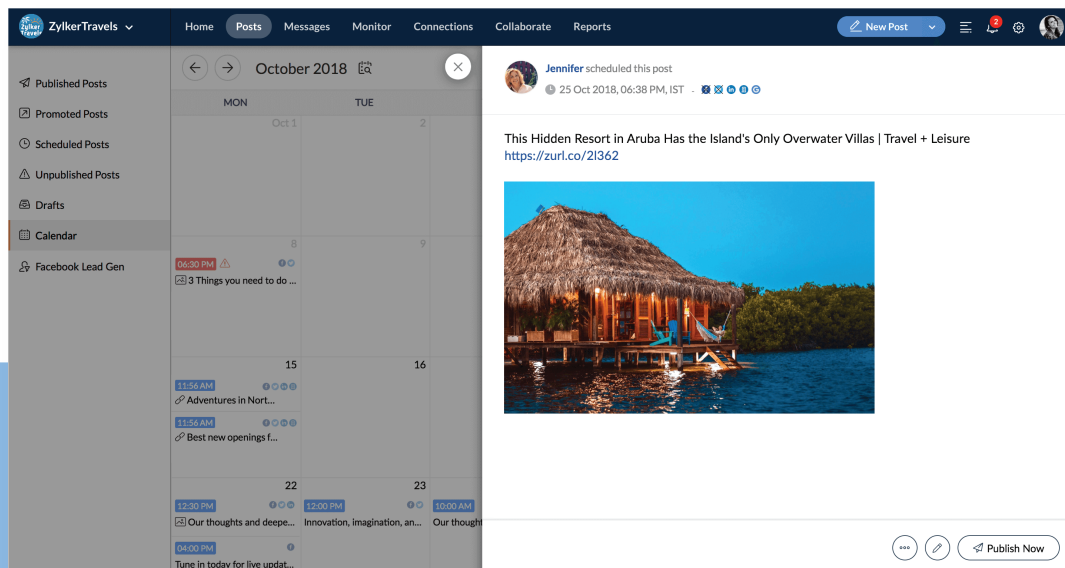 Zylker Travels
ZylkerTravels
Home Posts Messages Monitor Connections Collaborate Reports
New Post
2
Published Posts
Promoted Posts
Scheduled Posts
Unpublished Posts
Drafts
Calendar
Facebook Lead Gen
October 2018
MON TUE
Oct 1 2
8 9
06:30 PM
3 Things you need to do ...
15 16
11:56 AM
Adventures in Nort...
11:56 AM
Best new openings f...
22 23
12:30 PM 12:00 PM 10:00 AM
Our thoughts and deepe... Innovation, imagination, an... Our thought
04:00 PM
Tune in today for live updat...
Jennifer scheduled this post
25 Oct 2018, 06:38 PM, IST
This Hidden Resort in Aruba Has the Island's Only Overwater Villas | Travel + Leisure
https://zurl.co/2l362
Publish Now